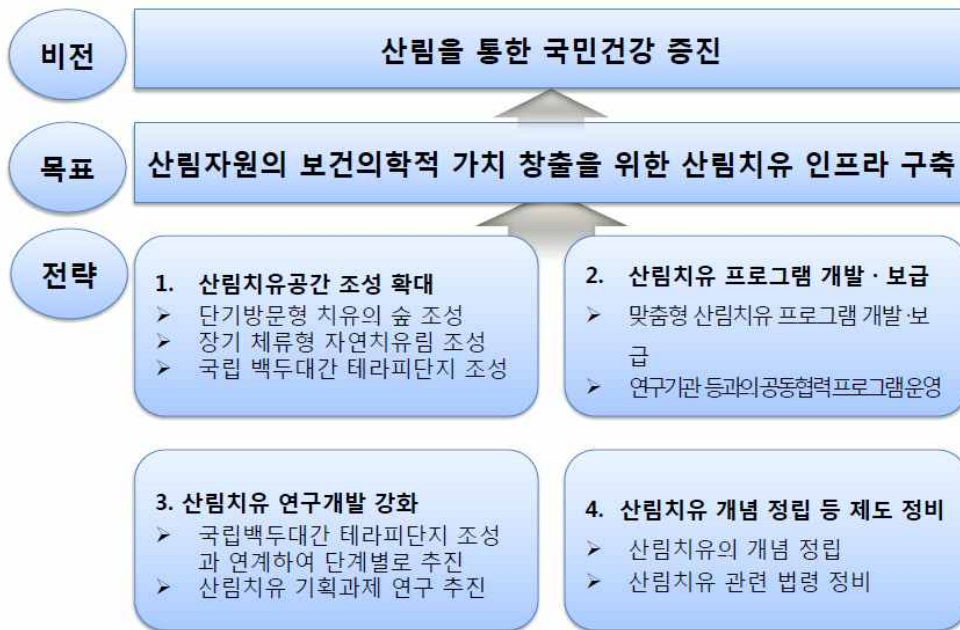 비전
산림을 통한 국민건강 증진
목표
산림자원의 보건의학적 가치 창출을 위한 산림치유 인프라 구축
전략
1. 산림치유공간 조성 확대
➢ 단기방문형 치유의 숲 조성
➢ 장기 체류형 자연치유림 조성
➢ 국립 백두대간 테라피단지 조성
2. 산림치유 프로그램 개발 · 보급
➢ 맞춤형 산림치유 프로그램 개발·보
급
➢ 연구기관 등과의 공동협력 프로그램 운영
3. 산림치유 연구개발 강화
➢ 국립백두대간 테라피단지 조성
과 연계하여 단계별로 추진
➢ 산림치유 기획과제 연구 추진
4. 산림치유 개념 정립 등 제도 정비
➢ 산림치유의 개념 정립
➢ 산림치유 관련 법령 정비